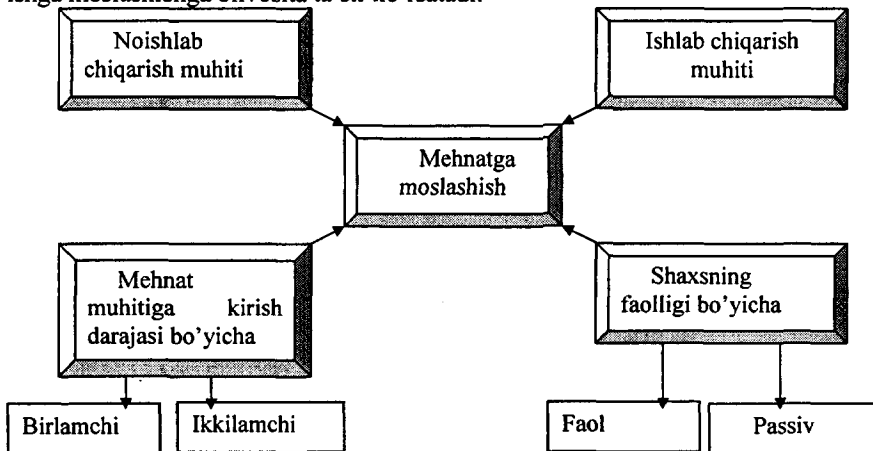 Noishlab
chiqarish muhiti
Ishlab chiqarish
muhiti
Mehnatga
moslashish
Mehnat
muhitiga kirish
darajasi bo'yicha
Shaxsning
faolligi bo'yicha
Birlamchi
Ikkilamchi
Faol
Passiv